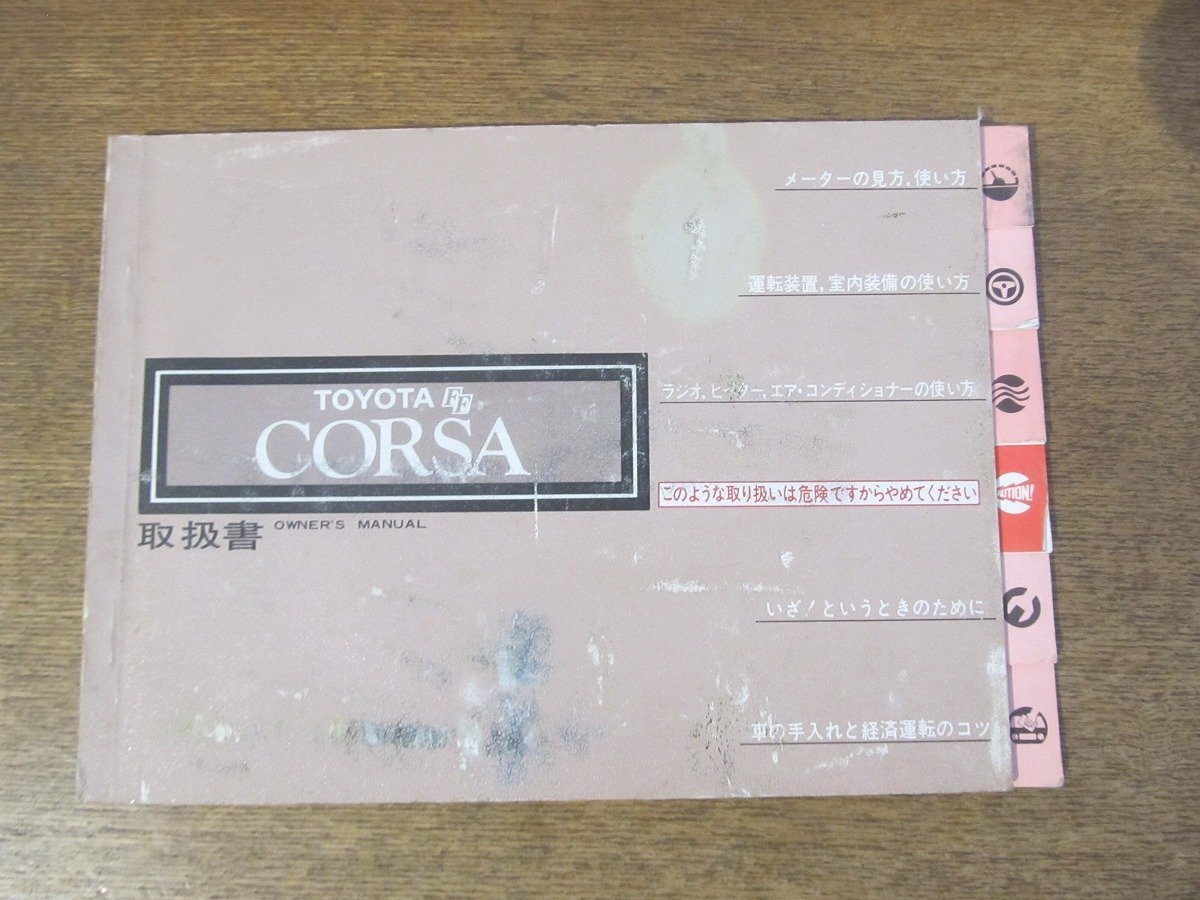 メーターの見方,使い方
運転装置,室内装備の使い方
TOYOTA FF
CORSA
ラジオ,ヒーター,エア・コンディショナーの使い方
このような取り扱いは危険ですからやめてください
UTION!
取扱書 OWNER'S MANUAL
いざ!というときのために
車の手入れと経済運転のコツ